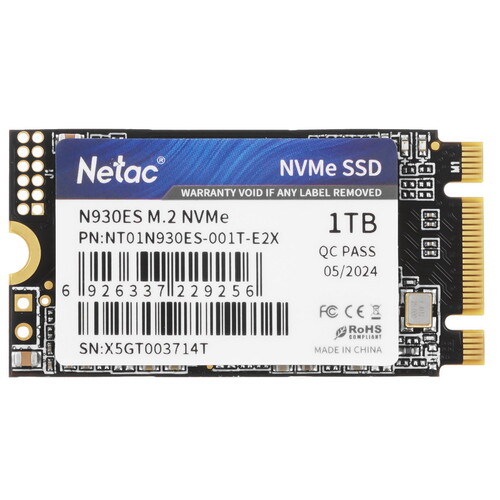 Netac®
NVMe SSD
WARRANTY VOID IF ANY LABEL REMOVED
N930ES M.2 NVMe
1TB
PN:NT01N930ES-001T-E2X
QC PASS
05/2024
6 926337 229256
FC CE
RoHS
COMPLIANT
SN:X5GT003714T
MADE IN CHINA
J1
M1